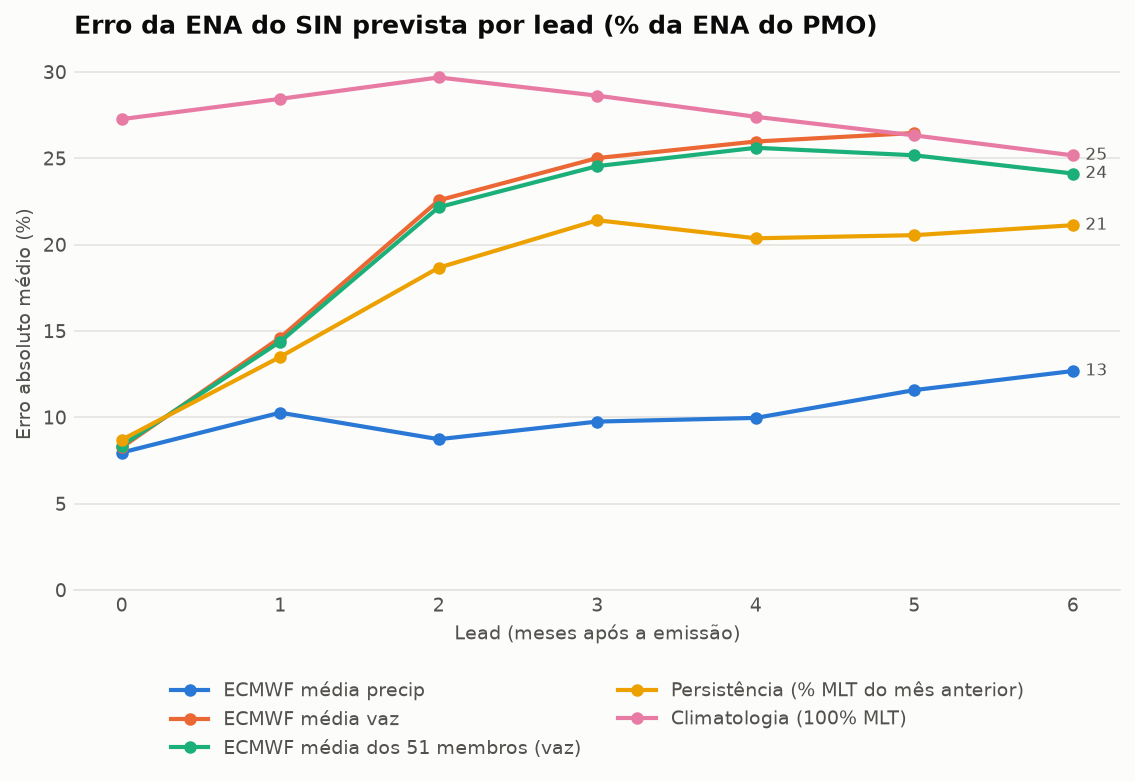 Erro da ENA do SIN prevista por lead (% da ENA do PMO)
Erro absoluto médio (%)
30
25
20
15
10
5
0
25
24
21
13
0 1 2 3 4 5 6
Lead (meses após a emissão)
ECMWF média precip
ECMWF média vaz
ECMWF média dos 51 membros (vaz)
Persistência (% MLT do mês anterior)
Climatologia (100% MLT)